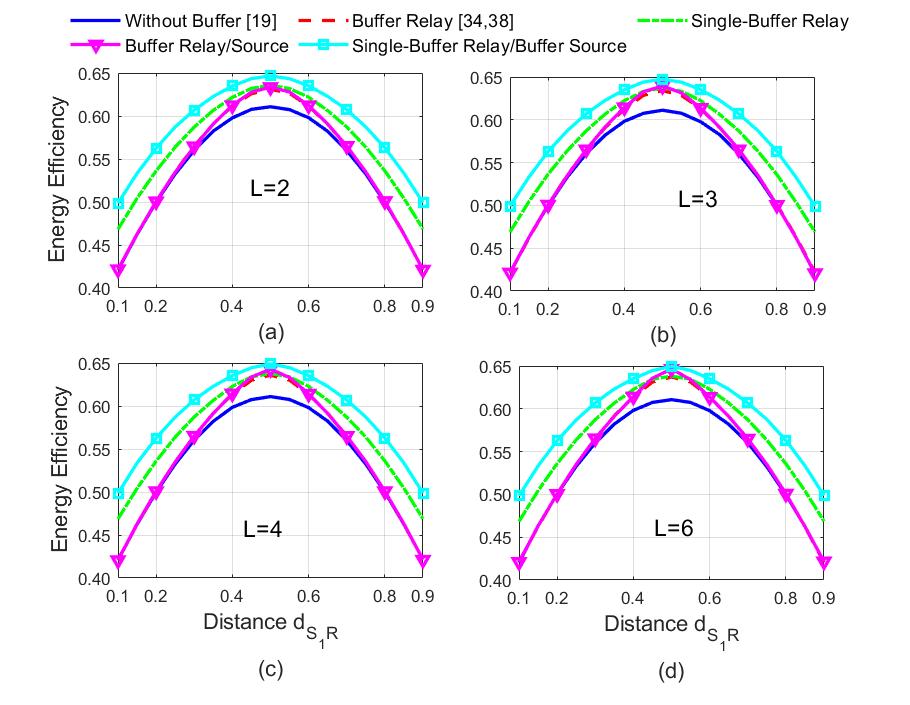 Without Buffer [19] Buffer Relay [34,38] Single-Buffer Relay
Buffer Relay/Source Single-Buffer Relay/Buffer Source
0.65 0.60 0.55 0.50 0.45 0.40
Energy Efficiency
L=2
0.1 0.2 0.4 0.6 0.8 0.9
(a)
0.65 0.60 0.55 0.50 0.45 0.40
L=3
0.1 0.2 0.4 0.6 0.8 0.9
(b)
0.65 0.60 0.55 0.50 0.45 0.40
Energy Efficiency
L=4
0.1 0.2 0.4 0.6 0.8 0.9
Distance d_{S_1R}
(c)
0.65 0.60 0.55 0.50 0.45 0.40
L=6
0.1 0.2 0.4 0.6 0.8 0.9
Distance d_{S_1R}
(d)